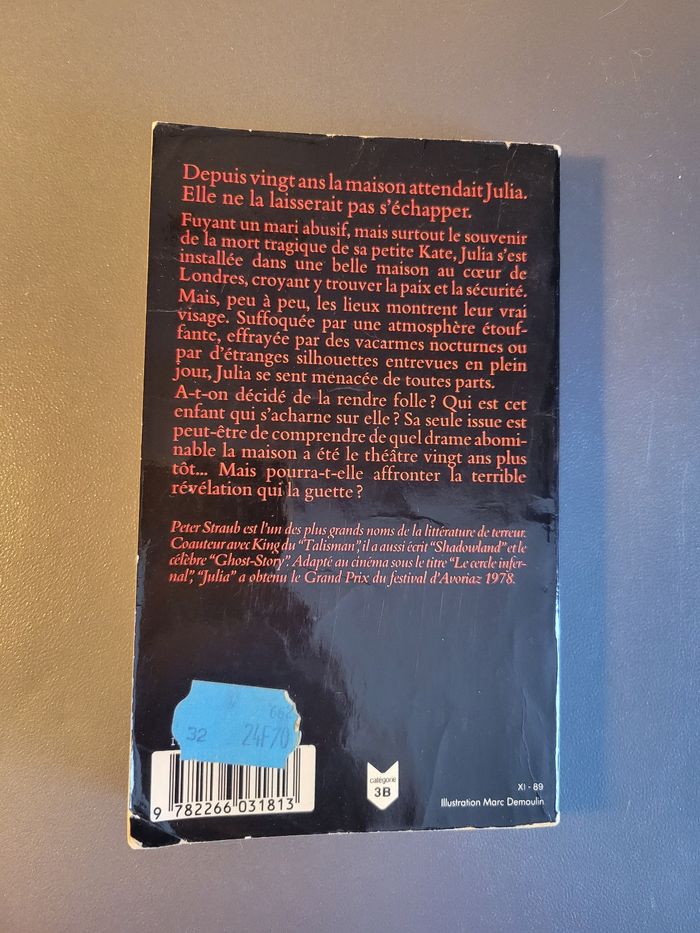 Depuis vingt ans la maison attendait Julia.
Elle ne la laisserait pas s'échapper.
Fuyant un mari abusif, mais surtout le souvenir
de la mort tragique de sa petite Kate, Julia s'est
installée dans une belle maison au cœur de
Londres, croyant y trouver la paix et la sécurité.
Mais, peu à peu, les lieux montrent leur vrai
visage. Suffoquée par une atmosphère étouf-
fante, effrayée par des vacarmes nocturnes ou
par d'étranges silhouettes entrevues en plein
jour, Julia se sent menacée de toutes parts.
A-t-on décidé de la rendre folle ? Qui est cet
enfant qui s'acharne sur elle ? Sa seule issue est
peut-être de comprendre de quel drame abomi-
nable la maison a été le théâtre vingt ans plus
tôt... Mais pourra-t-elle affronter la terrible
révélation qui la guette ?
Peter Straub est l'un des plus grands noms de la littérature de terreur.
Coauteur avec King du "Talisman", il a aussi écrit "Shadowland" et le
célèbre "Ghost-Story". Adapté au cinéma sous le titre "Le cercle infer-
nal", "Julia" a obtenu le Grand Prix du festival d'Avoriaz 1978.
32 24F70
9 782266 031813
catégorie
3B
XI - 89
Illustration Marc Demoulin